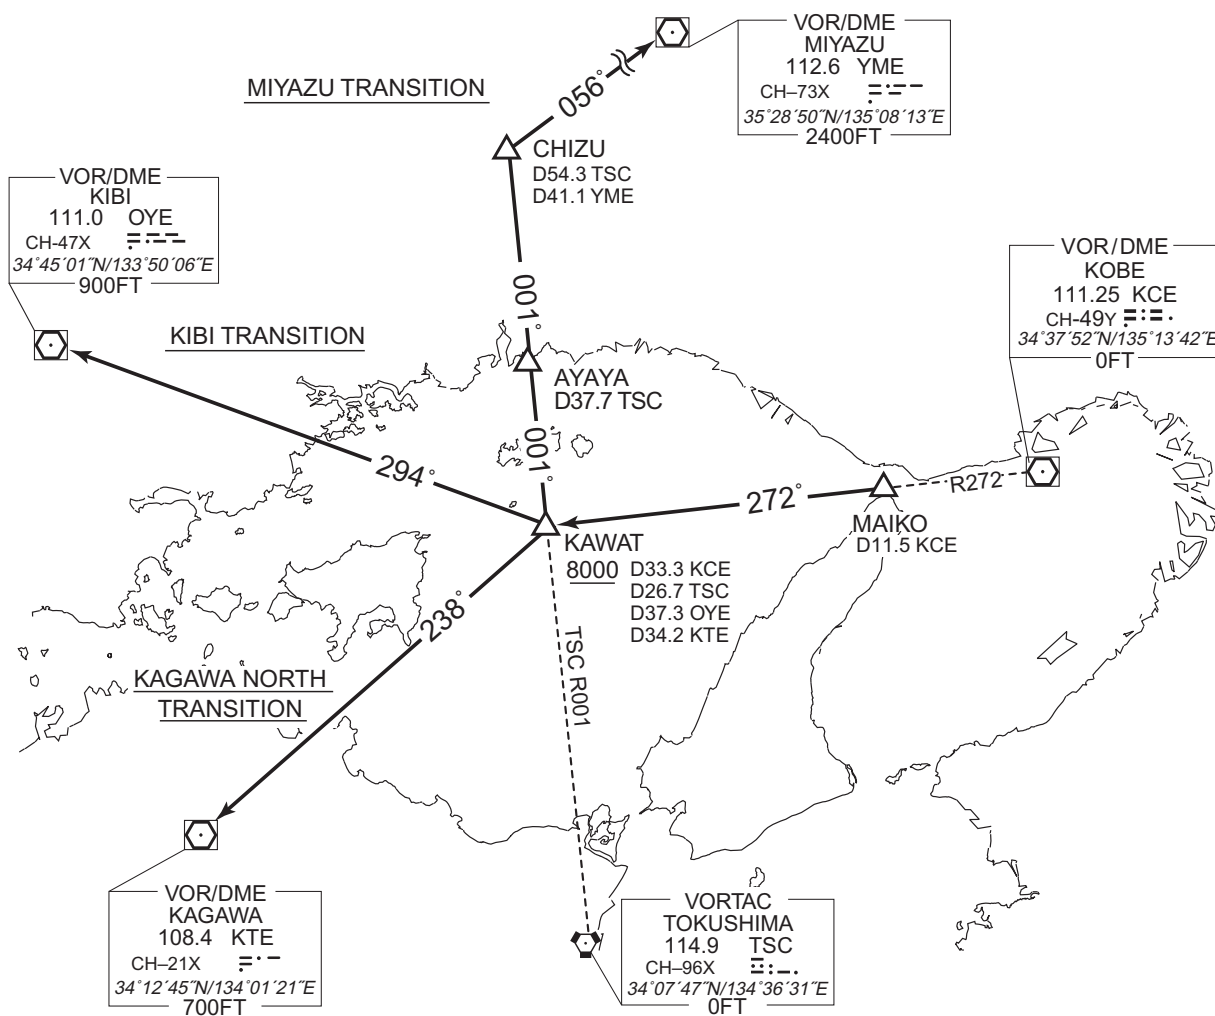 VOR/DME
MIYAZU
112.6 YME
CH–73X
35°28´50˝N/135°08´13˝E
2400FT
MIYAZU TRANSITION
056°
CHIZU
D54.3 TSC
D41.1 YME
VOR/DME
KIBI
111.0 OYE
CH-47X
34°45´01˝N/133°50´06˝E
900FT
VOR/DME
KOBE
111.25 KCE
CH-49Y
34°37´52˝N/135°13´42˝E
0FT
001°
KIBI TRANSITION
AYAYA
D37.7 TSC
001°
294°
272°
R272
MAIKO
D11.5 KCE
KAWAT
8000
D33.3 KCE
D26.7 TSC
D37.3 OYE
D34.2 KTE
238°
TSC R001
KAGAWA NORTH
TRANSITION
VOR/DME
KAGAWA
108.4 KTE
CH–21X
34°12´45˝N/134°01´21˝E
700FT
VORTAC
TOKUSHIMA
114.9 TSC
CH–96X
34°07´47˝N/134°36´31˝E
0FT